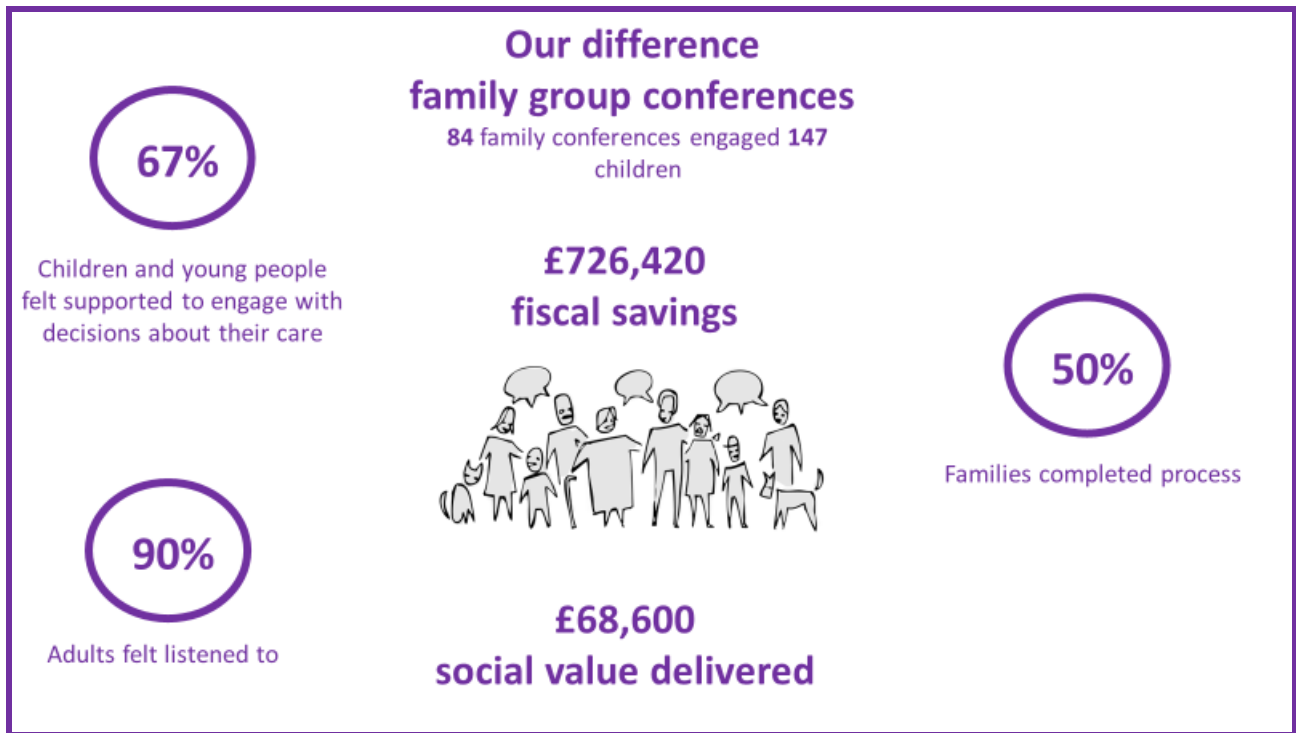 Our difference
family group conferences
84 family conferences engaged 147
children
67%
Children and young people
felt supported to engage with
decisions about their care
£726,420
fiscal savings
50%
Families completed process
90%
Adults felt listened to
£68,600
social value delivered